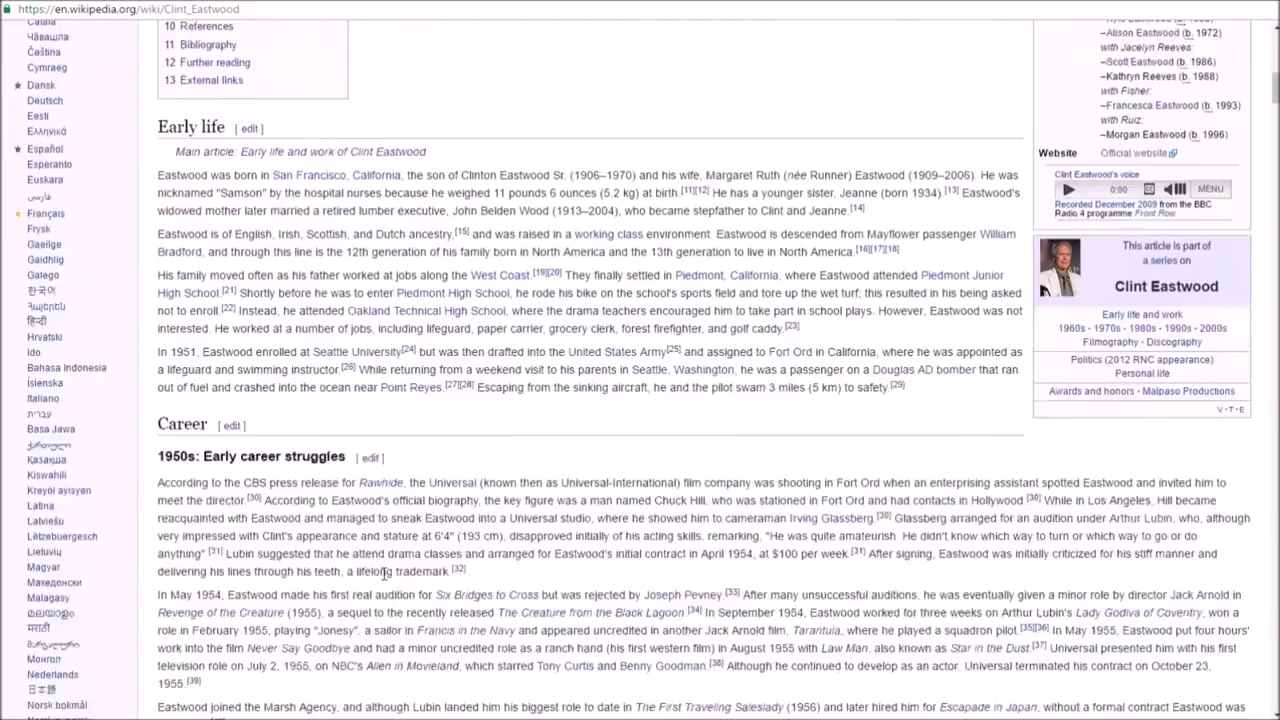 https://en.wikipedia.org/wiki/Clint_Eastwood
Català
Чӑвашла
Čeština
Cymraeg
Dansk
Deutsch
Eesti
Ελληνικά
Español
Esperanto
Euskara
فارسی
Français
Frysk
Gaeilge
Gaidhlig
Galego
한국어
Հայերեն
हिन्दी
Hrvatski
Ido
Bahasa Indonesia
Íslenska
Italiano
עברית
Basa Jawa
ქართული
Қазақша
Kiswahili
Kreyòl ayisyen
Latina
Latviešu
Lëtzebuergesch
Lietuvių
Magyar
Македонски
Malagasy
മലയാളം
मराठी
Монгол
Nederlands
日本語
Norsk bokmål
10 References
11 Bibliography
12 Further reading
13 External links
Early life [ edit ]
Main article: Early life and work of Clint Eastwood
Eastwood was born in San Francisco, California, the son of Clinton Eastwood Sr. (1906–1970) and his wife, Margaret Ruth (née Runner) Eastwood (1909–2006). He was
nicknamed "Samson" by the hospital nurses because he weighed 11 pounds 6 ounces (5.2 kg) at birth.[11][12] He has a younger sister, Jeanne (born 1934).[13] Eastwood's
widowed mother later married a retired lumber executive, John Belden Wood (1913–2004), who became stepfather to Clint and Jeanne.[14]
Eastwood is of English, Irish, Scottish, and Dutch ancestry,[15] and was raised in a working class environment. Eastwood is descended from Mayflower passenger William
Bradford, and through this line is the 12th generation of his family born in North America and the 13th generation to live in North America.[16][17][18]
His family moved often as his father worked at jobs along the West Coast.[19][20] They finally settled in Piedmont, California, where Eastwood attended Piedmont Junior
High School.[21] Shortly before he was to enter Piedmont High School, he rode his bike on the school's sports field and tore up the wet turf; this resulted in his being asked
not to enroll.[22] Instead, he attended Oakland Technical High School, where the drama teachers encouraged him to take part in school plays. However, Eastwood was not
interested. He worked at a number of jobs, including lifeguard, paper carrier, grocery clerk, forest firefighter, and golf caddy.[23]
In 1951, Eastwood enrolled at Seattle University[24] but was then drafted into the United States Army[25] and assigned to Fort Ord in California, where he was appointed as
a lifeguard and swimming instructor.[26] While returning from a weekend visit to his parents in Seattle, Washington, he was a passenger on a Douglas AD bomber that ran
out of fuel and crashed into the ocean near Point Reyes.[27][28] Escaping from the sinking aircraft, he and the pilot swam 3 miles (5 km) to safety.[29]
Career [ edit ]
1950s: Early career struggles [ edit ]
According to the CBS press release for Rawhide, the Universal (known then as Universal-International) film company was shooting in Fort Ord when an enterprising assistant spotted Eastwood and invited him to
meet the director.[30] According to Eastwood's official biography, the key figure was a man named Chuck Hill, who was stationed in Fort Ord and had contacts in Hollywood.[30] While in Los Angeles, Hill became
reacquainted with Eastwood and managed to sneak Eastwood into a Universal studio, where he showed him to cameraman Irving Glassberg.[30] Glassberg arranged for an audition under Arthur Lubin, who, although
very impressed with Clint's appearance and stature at 6'4" (193 cm), disapproved initially of his acting skills, remarking, "He was quite amateurish He didn't know which way to turn or which way to go or do
anything".[31] Lubin suggested that he attend drama classes and arranged for Eastwood's initial contract in April 1954, at $100 per week.[31] After signing, Eastwood was initially criticized for his stiff manner and
delivering his lines through his teeth, a lifelong trademark.[32]
In May 1954, Eastwood made his first real audition for Six Bridges to Cross but was rejected by Joseph Pevney.[33] After many unsuccessful auditions, he was eventually given a minor role by director Jack Arnold in
Revenge of the Creature (1955), a sequel to the recently released The Creature from the Black Lagoon.[34] In September 1954, Eastwood worked for three weeks on Arthur Lubin's Lady Godiva of Coventry, won a
role in February 1955, playing "Jonesy", a sailor in Francis in the Navy and appeared uncredited in another Jack Arnold film, Tarantula, where he played a squadron pilot.[35][36] In May 1955, Eastwood put four hours'
work into the film Never Say Goodbye and had a minor uncredited role as a ranch hand (his first western film) in August 1955 with Law Man, also known as Star in the Dust.[37] Universal presented him with his first
television role on July 2, 1955, on NBC's Allen in Movieland, which starred Tony Curtis and Benny Goodman.[38] Although he continued to develop as an actor, Universal terminated his contract on October 23,
1955.[39]
Eastwood joined the Marsh Agency, and although Lubin landed him his biggest role to date in The First Traveling Saleslady (1956) and later hired him for Escapade in Japan, without a formal contract Eastwood was
–Alison Eastwood (b. 1972)
with Jacelyn Reeves:
–Scott Eastwood (b. 1986)
–Kathryn Reeves (b. 1988)
with Fisher:
–Francesca Eastwood (b. 1993)
with Ruiz:
–Morgan Eastwood (b. 1996)
Website Official website
Clint Eastwood's voice
0:00 MENU
Recorded December 2009 from the BBC
Radio 4 programme Front Row
This article is part of
a series on
Clint Eastwood
Early life and work
1960s · 1970s · 1980s · 1990s · 2000s
Filmography · Discography
Politics (2012 RNC appearance)
Personal life
Awards and honors · Malpaso Productions
V · T · E